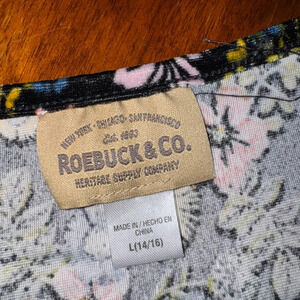 NEW YORK · CHICAGO · SAN FRANCISCO
Est. 1893
ROEBUCK & CO.
HERITAGE SUPPLY COMPANY
MADE IN / HECHO EN
CHINA
L (14/16)